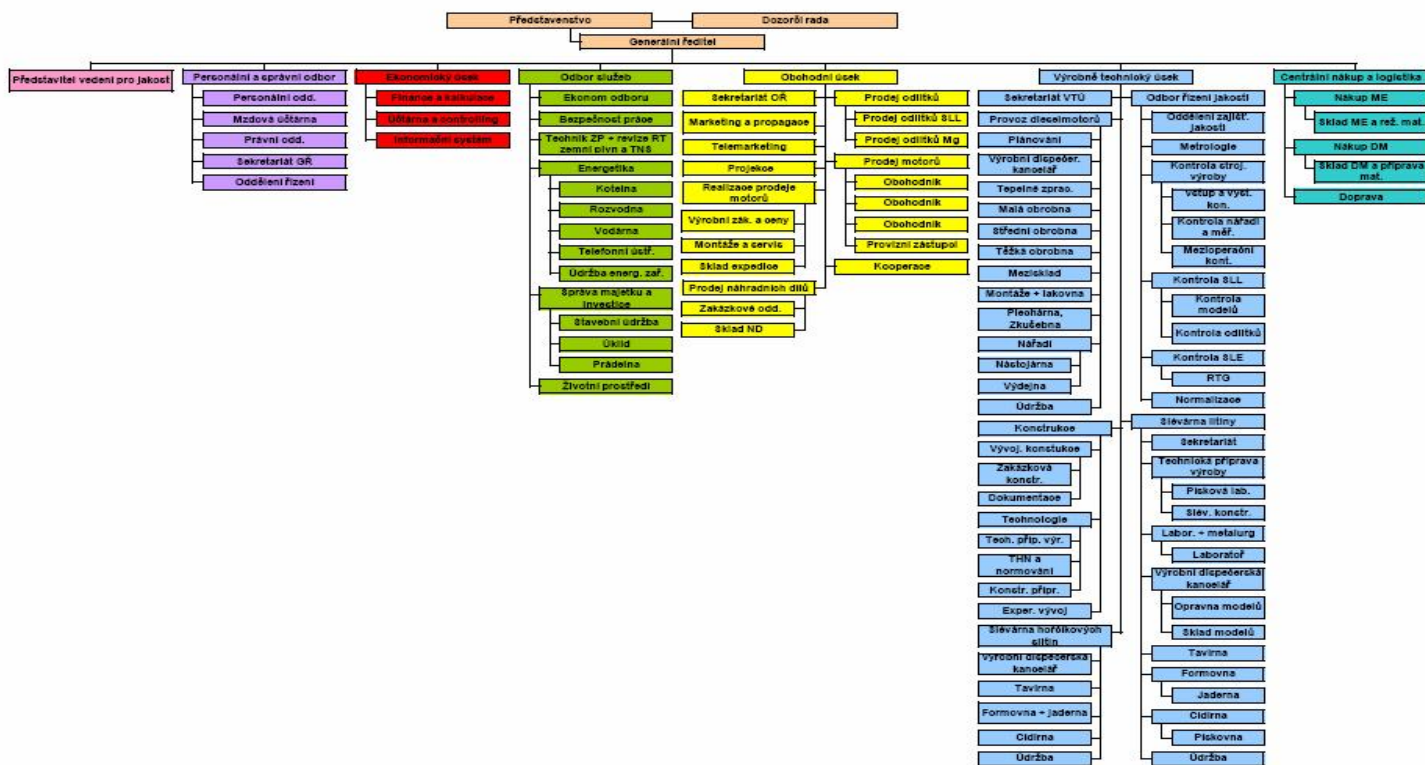 Představenstvo
Dozorčí rada
Generální ředitel
Představitel vedení pro jakost
Personální a správní odbor
Personální odd.
Mzdová účtárna
Právní odd.
Sekretariát GŘ
Oddělení řízení
Ekonomický úsek
Finance a kalkulace
Účtárna a controlling
Informační systém
Odbor služeb
Ekonom odboru
Bezpečnost práce
Technik ZP + revize RT
zemní plyn a TNS
Energetika
Kotelna
Rozvodna
Vodárna
Telefonní ústř.
Údržba energ. zař.
Správa majetku a
investice
Stavební údržba
Úklid
Prádelna
Životní prostředí
Obchodní úsek
Sekretariát OŘ
Marketing a propagace
Telemarketing
Projekce
Realizace prodeje
motorů
Výrobní zák. a ceny
Montáže a servis
Sklad expedice
Prodej náhradních dílů
Zakázkové odd.
Sklad ND
Prodej odlitků
Prodej odlitků SLL
Prodej odlitků Mg
Prodej motorů
Obchodník
Obchodník
Obchodník
Provizní zástupci
Kooperace
Výrobně technický úsek
Sekretariát VTÚ
Provoz dieselmotorů
Plánování
Výrobní dispečer.
kancelář
Tepelné zprac.
Malá obrobna
Střední obrobna
Těžká obrobna
Mezisklad
Montáže + lakovna
Plechárna,
Zkušebna
Nářadí
Nástojárna
Výdejna
Údržba
Konstrukce
Vývoj. konstukce
Zakázková
konstr.
Dokumentace
Technologie
Tech. příp. výr.
THN a
normování
Konstr. přípr.
Exper. vývoj
Slévárna hořčíkových
slitin
Výrobní dispečerská
kancelář
Tavírna
Formovna + jaderna
Cidírna
Údržba
Odbor řízení jakosti
Oddělení zajišť.
jakosti
Metrologie
Kontrola stroj.
výroby
Vstup a výst.
kon.
Kontrola nářadí
a měř.
Mezioperační
kont.
Kontrola SLL
Kontrola
modelů
Kontrola odlitků
Kontrola SLE
RTG
Normalizace
Slévárna litiny
Sekretariát
Technická příprava
výroby
Písková lab.
Slév. konstr.
Labor. + metalurg
Laboratoř
Výrobní dispečerská
kancelář
Opravna modelů
Sklad modelů
Tavírna
Formovna
Jaderna
Cidírna
Pískovna
Údržba
Centrální nákup a logistika
Nákup ME
Sklad ME a rež. mat.
Nákup DM
Sklad DM a příprava
mat.
Doprava